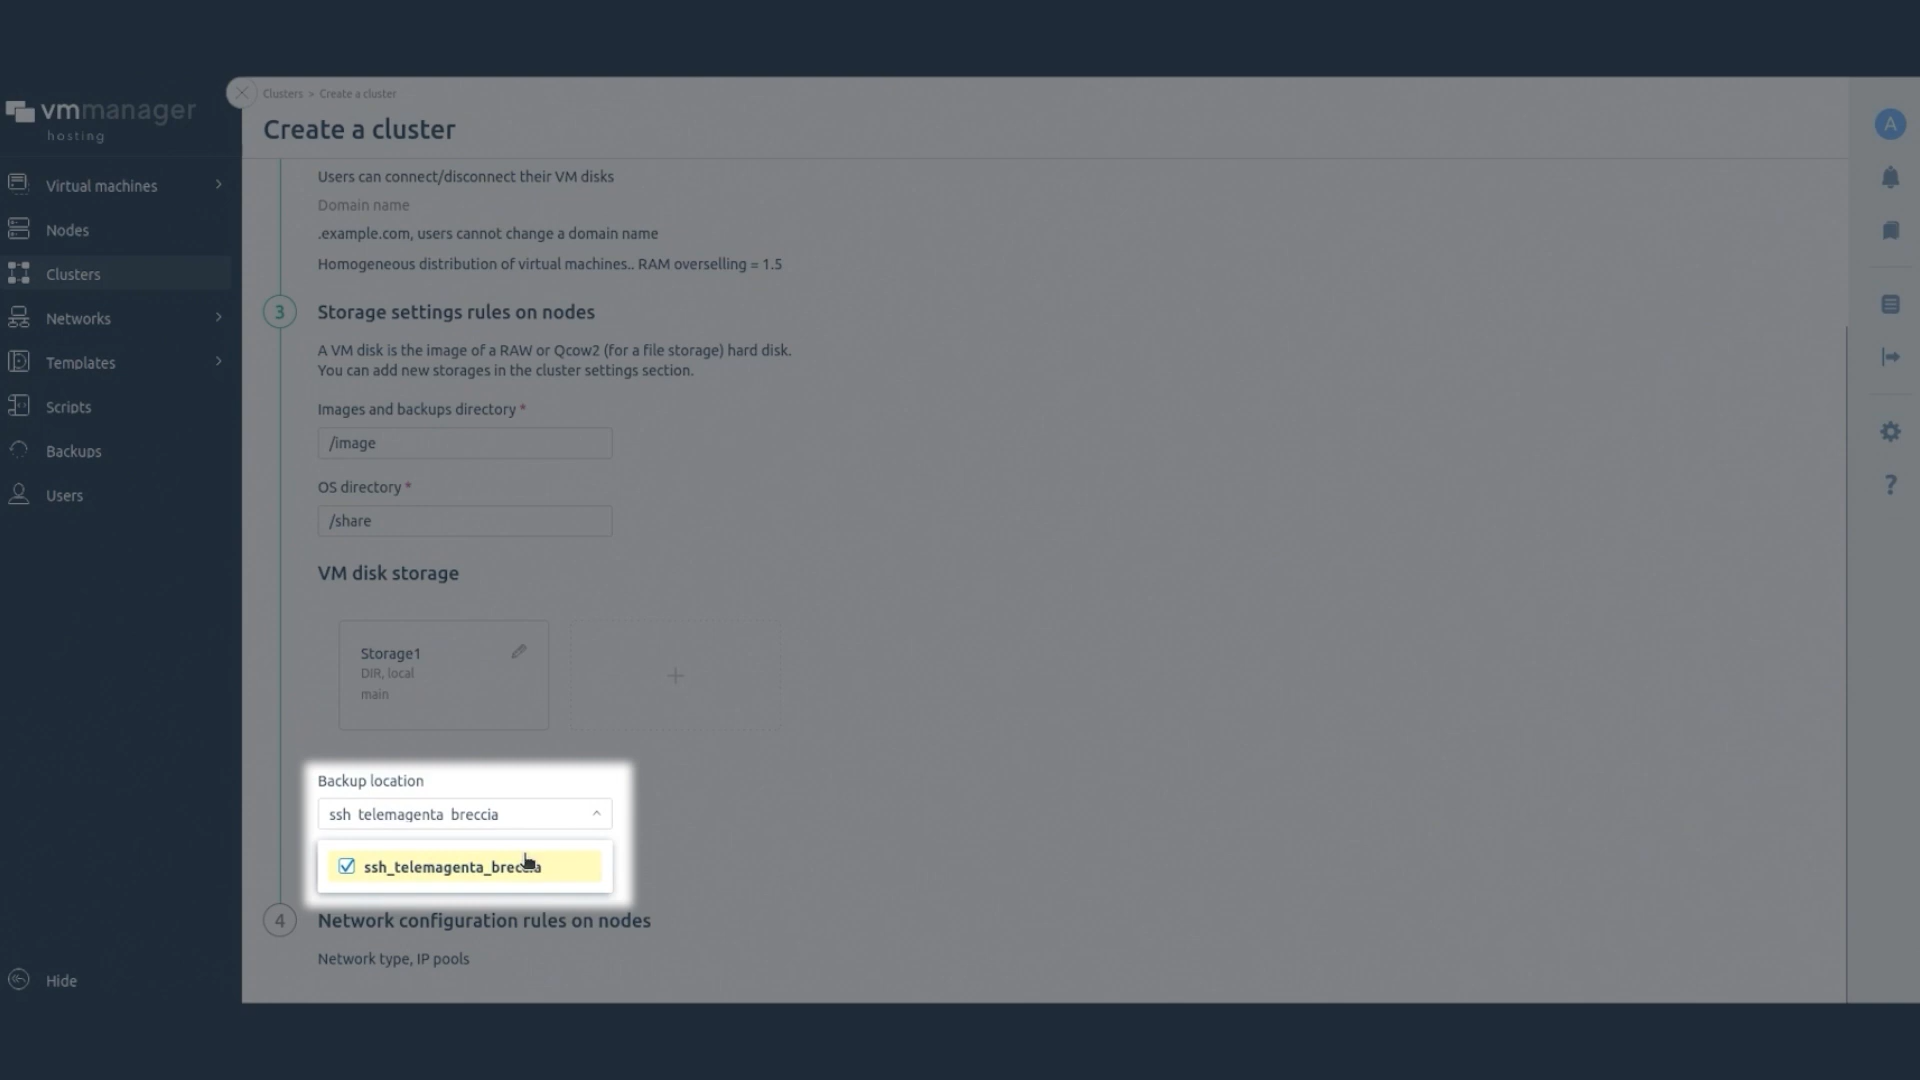 vmmanager
hosting
Virtual machines
Nodes
Clusters
Networks
Templates
Scripts
Backups
Users
Hide
Clusters > Create a cluster
Create a cluster
Users can connect/disconnect their VM disks
Domain name
.example.com, users cannot change a domain name
Homogeneous distribution of virtual machines.. RAM overselling = 1.5
3
Storage settings rules on nodes
A VM disk is the image of a RAW or Qcow2 (for a file storage) hard disk.
You can add new storages in the cluster settings section.
Images and backups directory *
/image
OS directory *
/share
VM disk storage
Storage1
DIR, local
main
+
Backup location
ssh_telemagenta_breccia
ssh_telemagenta_breccia
4
Network configuration rules on nodes
Network type, IP pools
A
?